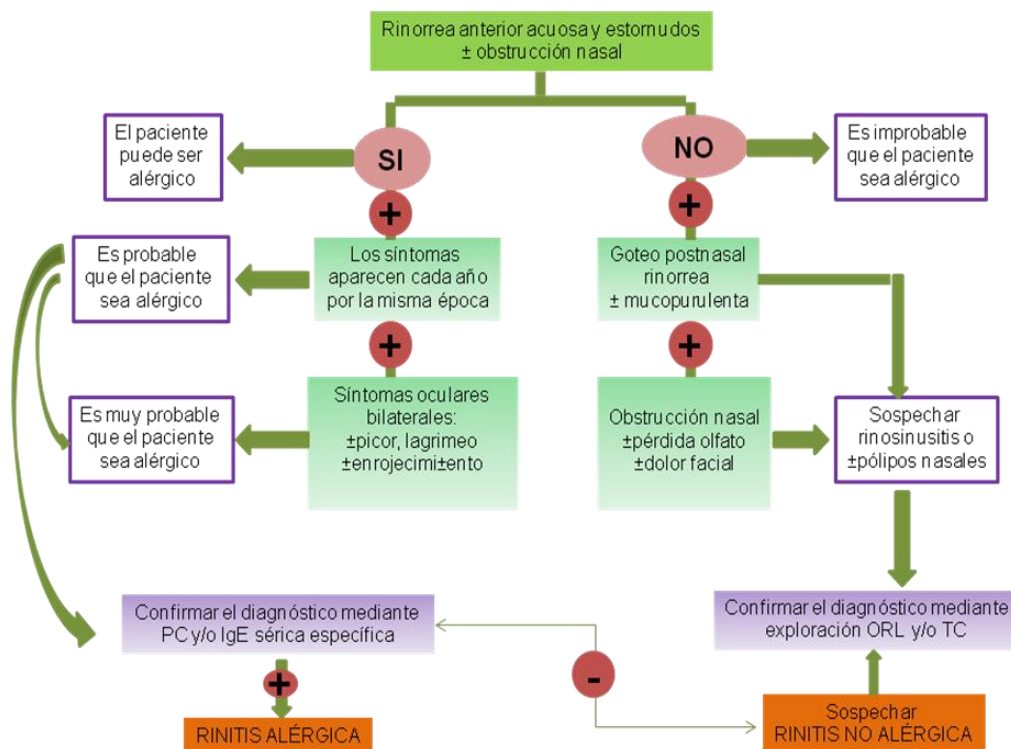 Rinorrea anterior acuosa y estornudos
± obstrucción nasal
El paciente
puede ser
alérgico
SI
NO
Es improbable
que el paciente
sea alérgico
+
+
Es probable
que el paciente
sea alérgico
Los síntomas
aparecen cada año
por la misma época
Goteo postnasal
rinorrea
± mucopurulenta
+
+
Es muy probable
que el paciente
sea alérgico
Síntomas oculares
bilaterales:
±picor, lagrimeo
±enrojecimi±ento
Obstrucción nasal
±pérdida olfato
±dolor facial
Sospechar
rinosinusitis o
±pólipos nasales
Confirmar el diagnóstico mediante
PC y/o IgE sérica específica
Confirmar el diagnóstico mediante
exploración ORL y/o TC
+
-
RINITIS ALÉRGICA
Sospechar
RINITIS NO ALÉRGICA